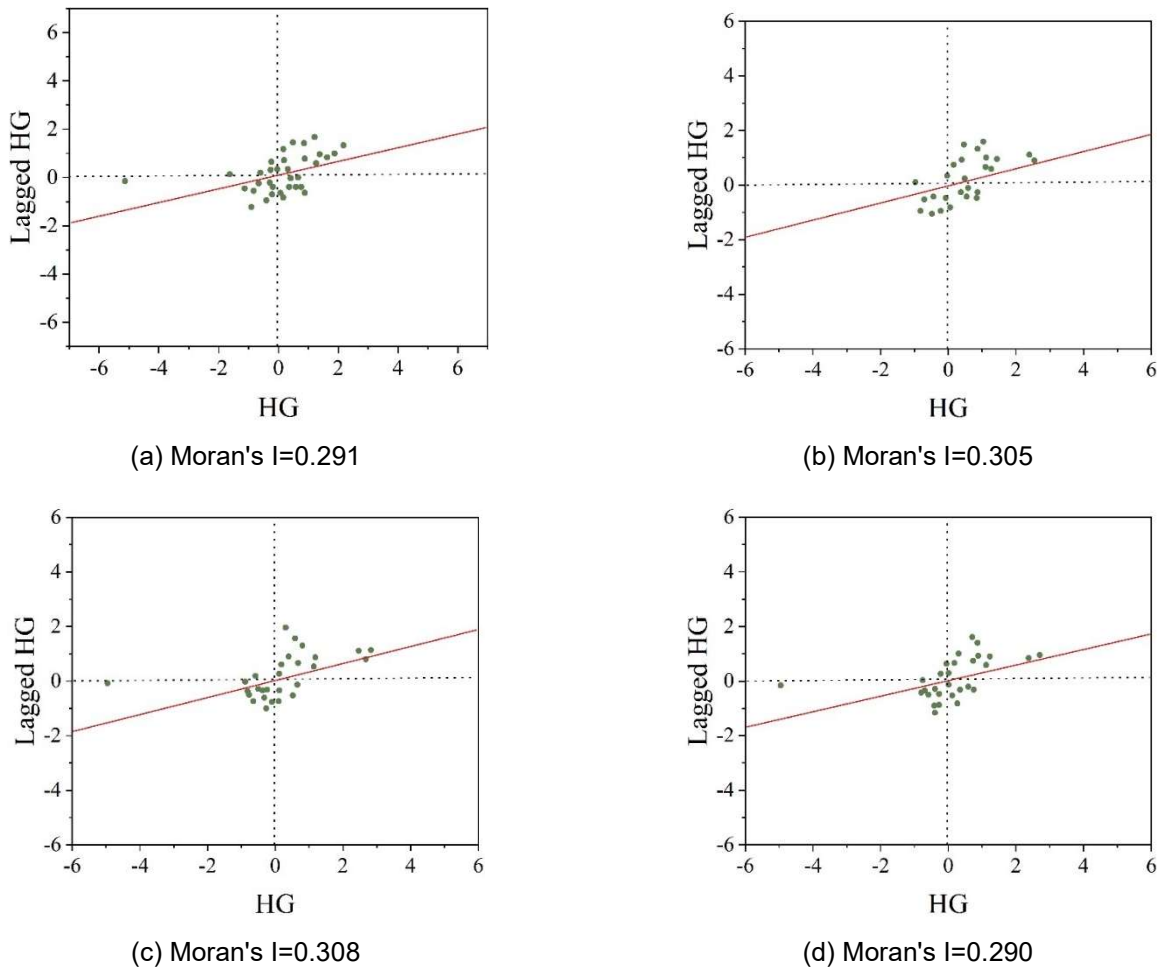 6
4
2
0
-2
-4
-6
Lagged HG
-6 -4 -2 0 2 4 6
HG
(a) Moran's I=0.291
6
4
2
0
-2
-4
-6
Lagged HG
-6 -4 -2 0 2 4 6
HG
(b) Moran's I=0.305
6
4
2
0
-2
-4
-6
Lagged HG
-6 -4 -2 0 2 4 6
HG
(c) Moran's I=0.308
6
4
2
0
-2
-4
-6
Lagged HG
-6 -4 -2 0 2 4 6
HG
(d) Moran's I=0.290